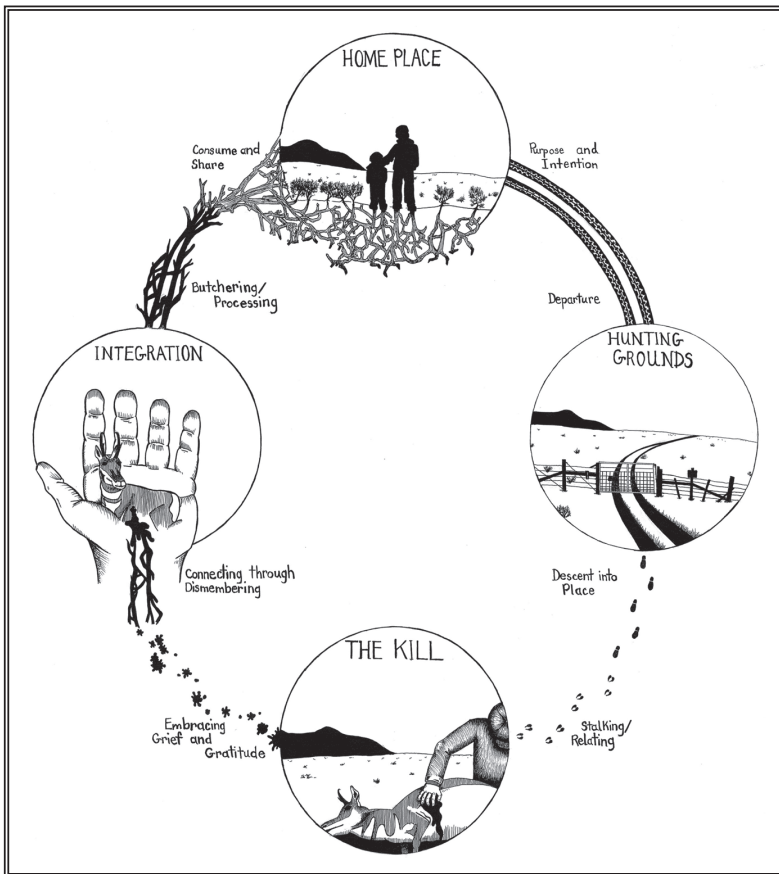 HOME PLACE
Purpose and
Intention
Departure
HUNTING
GROUNDS
Descent into
Place
Stalking/
Relating
THE KILL
Embracing
Grief and
Gratitude
Connecting through
Dismembering
INTEGRATION
Butchering/
Processing
Consume and
Share